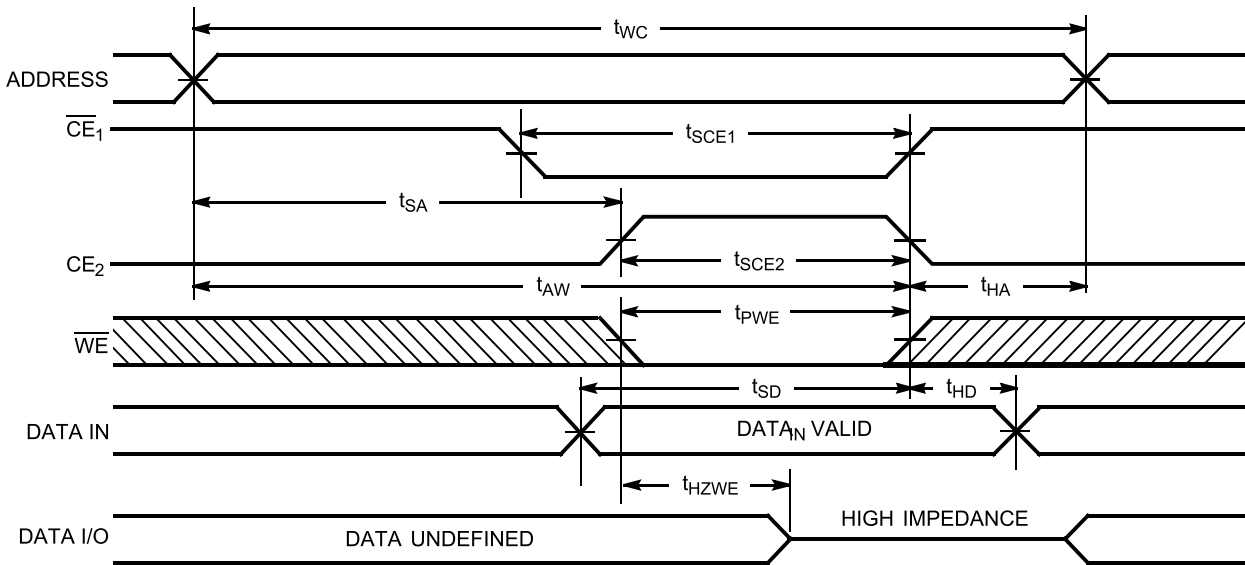 tWC
ADDRESS
CE1
tSCE1
tSA
CE2
tSCE2
tAW
tHA
tPWE
WE
tSD
tHD
DATA IN
DATAIN VALID
tHZWE
HIGH IMPEDANCE
DATA I/O
DATA UNDEFINED